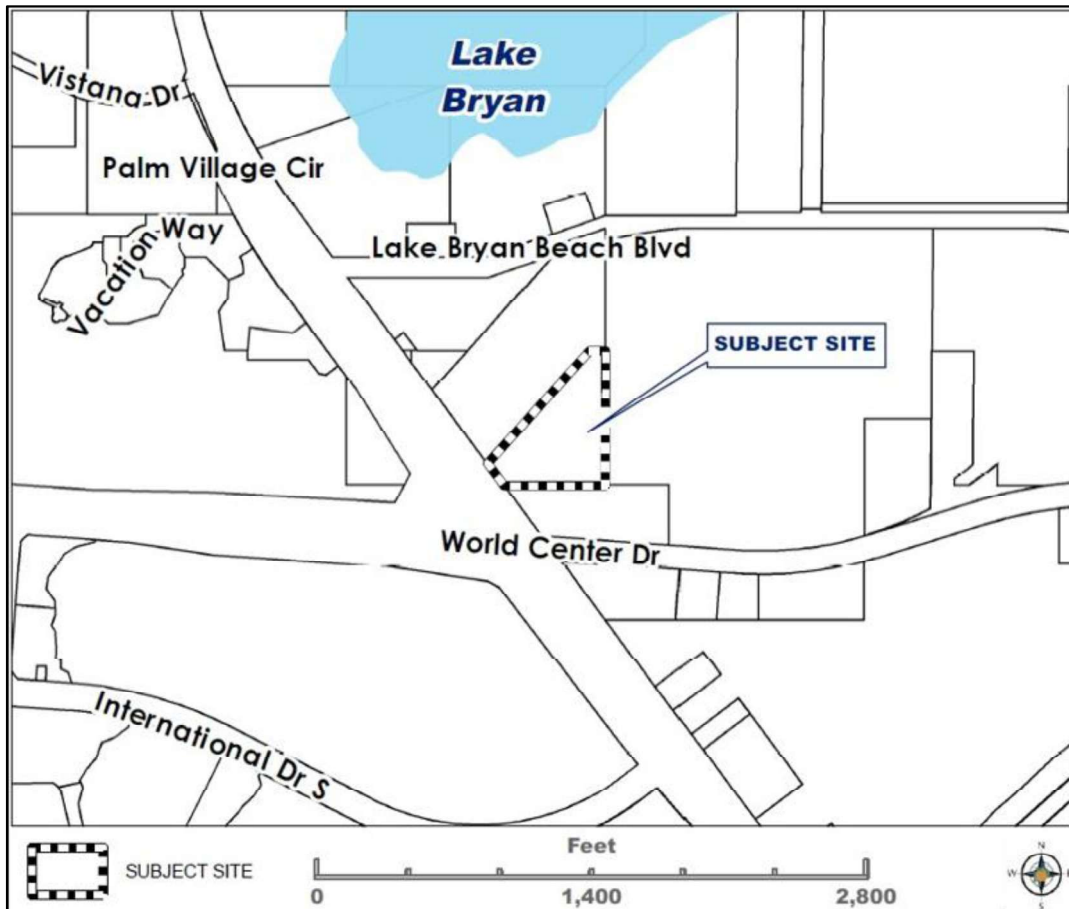 Lake
Bryan
Vistana Dr
Palm Village Cir
Vacation Way
Lake Bryan Beach Blvd
SUBJECT SITE
World Center Dr
International Dr S
SUBJECT SITE
Feet
0
1,400
2,800
N
W
E
S